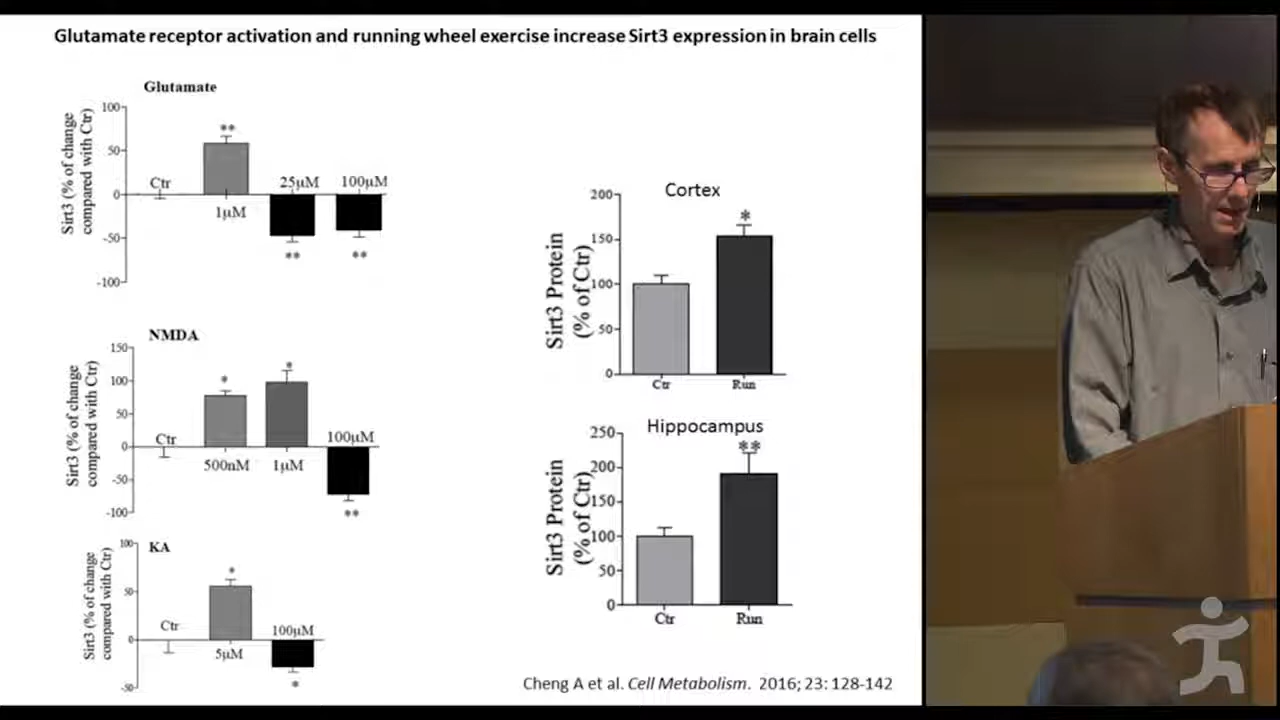 Glutamate receptor activation and running wheel exercise increase Sirt3 expression in brain cells
Glutamate
Sirt3 (% of change
compared with Ctr)
100
50
0
-50
-100
Ctr
**
1µM
25µM
**
100µM
**
NMDA
Sirt3 (% of change
compared with Ctr)
150
100
50
0
-50
-100
Ctr
*
500nM
*
1µM
100µM
**
KA
Sirt3 (% of change
compared with Ctr)
100
50
0
-50
Ctr
*
5µM
100µM
*
Cortex
Sirt3 Protein
(% of Ctr)
200
150
100
50
0
*
Ctr
Run
Hippocampus
Sirt3 Protein
(% of Ctr)
250
200
150
100
50
0
**
Ctr
Run
Cheng A et al. Cell Metabolism. 2016; 23: 128-142